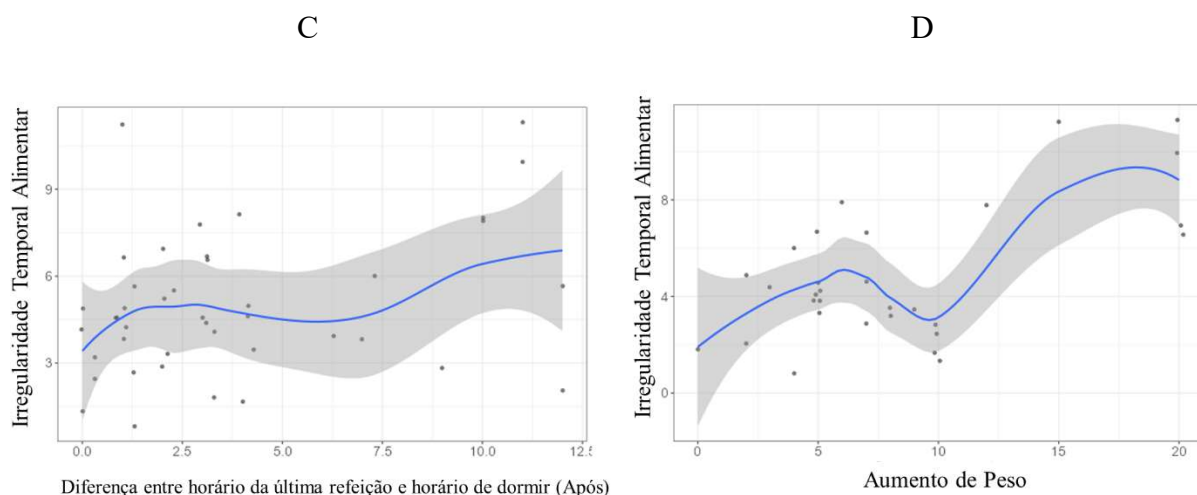 C
D
Irregularidade Temporal Alimentar
9
6
3
0.0 2.5 5.0 7.5 10.0 12.5
Diferença entre horário da última refeição e horário de dormir (Após)
Irregularidade Temporal Alimentar
8
4
0
0 5 10 15 20
Aumento de Peso